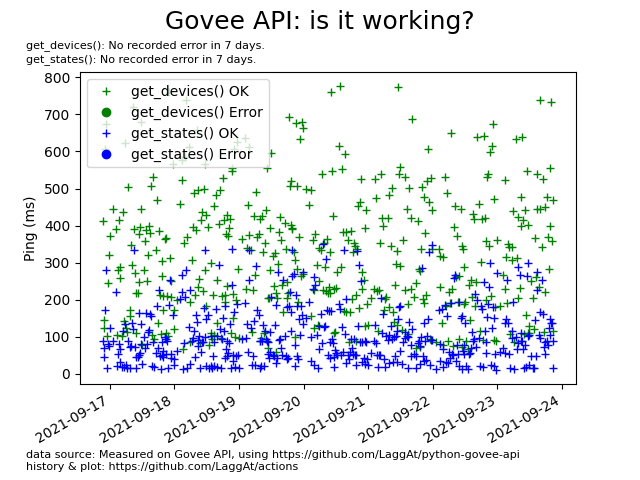 Govee API: is it working?
get_devices(): No recorded error in 7 days.
get_states(): No recorded error in 7 days.
800
700
600
500
400
300
200
100
0
Ping (ms)
get_devices() OK
get_devices() Error
get_states() OK
get_states() Error
2021-09-17
2021-09-18
2021-09-19
2021-09-20
2021-09-21
2021-09-22
2021-09-23
2021-09-24
data source: Measured on Govee API, using https://github.com/LaggAt/python-govee-api
history & plot: https://github.com/LaggAt/actions